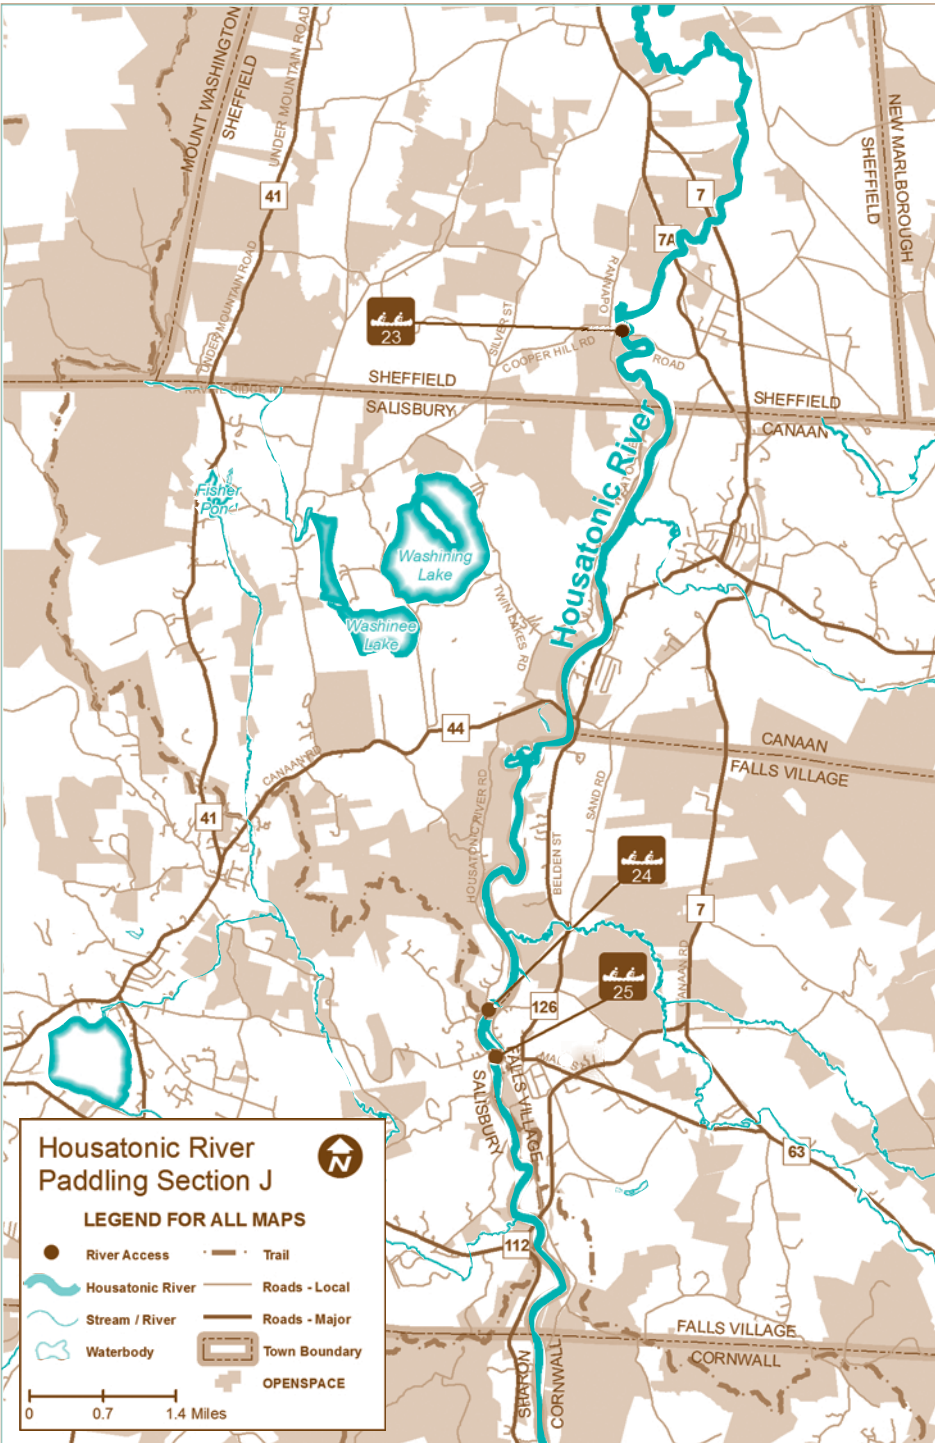 MOUNT WASHINGTON
SHEFFIELD
UNDER MOUNTAIN ROAD
41
7
7A
NEW MARLBOROUGH
SHEFFIELD
UNDER MOUNTAIN ROAD
RANNAPO
ROAD
SILVER ST
COOPER HILL RD
23
SHEFFIELD
SALISBURY
SHEFFIELD
CANAAN
Housatonic River
Fisher
Pond
Washining
Lake
Washinee
Lake
TWIN LAKES RD
44
CANAAN RD
41
CANAAN
FALLS VILLAGE
HOUSATONIC RIVER RD
BELDEN ST
SAND RD
24
7
CANAAN RD
25
126
FALLS VILLAGE
SALISBURY
63
112
FALLS VILLAGE
CORNWALL
SHARON
CORNWALL
Housatonic River
Paddling Section J
N
LEGEND FOR ALL MAPS
River Access
Trail
Housatonic River
Roads - Local
Stream / River
Roads - Major
Waterbody
Town Boundary
OPENSPACE
0 0.7 1.4 Miles